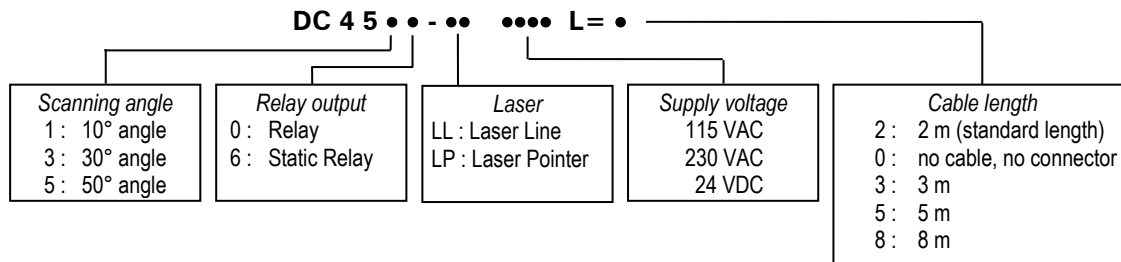 DC 4 5 ● ● - ●● ●●●● L= ●
Scanning angle
1 : 10° angle
3 : 30° angle
5 : 50° angle
Relay output
0 : Relay
6 : Static Relay
Laser
LL : Laser Line
LP : Laser Pointer
Supply voltage
115 VAC
230 VAC
24 VDC
Cable length
2 : 2 m (standard length)
0 : no cable, no connector
3 : 3 m
5 : 5 m
8 : 8 m